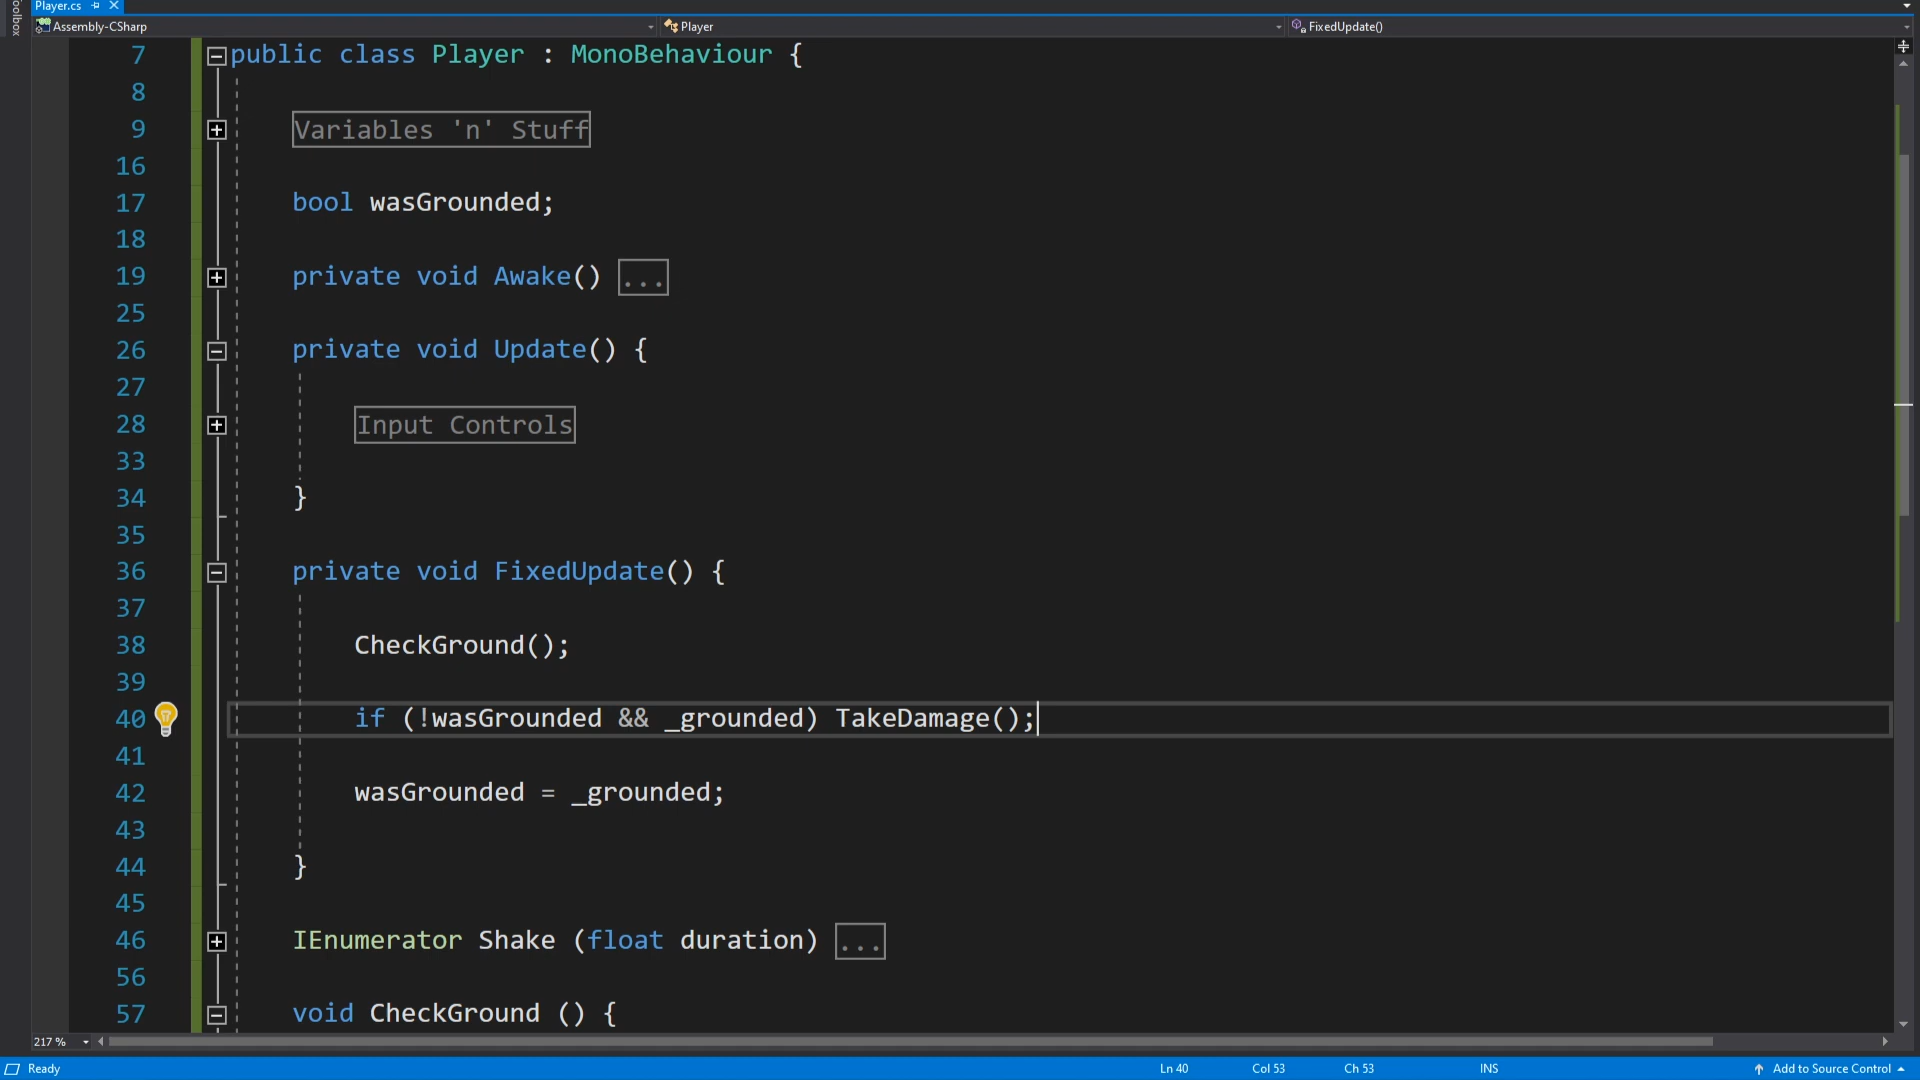 Toolbox
Player.cs
Assembly-CSharp
Player
FixedUpdate()
7 public class Player : MonoBehaviour {
8
9 Variables 'n' Stuff
16
17 bool wasGrounded;
18
19 private void Awake() ...
25
26 private void Update() {
27
28 Input Controls
33
34 }
35
36 private void FixedUpdate() {
37
38 CheckGround();
39
40 if (!wasGrounded && _grounded) TakeDamage();
41
42 wasGrounded = _grounded;
43
44 }
45
46 IEnumerator Shake (float duration) ...
56
57 void CheckGround () {
217 %
Ready
Ln 40
Col 53
Ch 53
INS
Add to Source Control